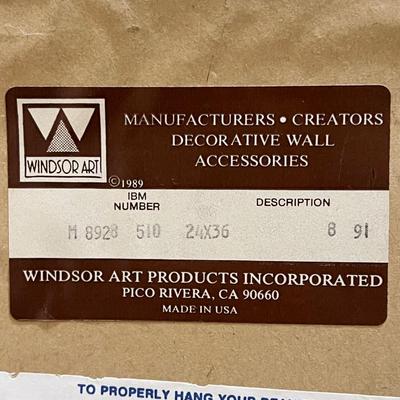 WINDSOR ART
MANUFACTURERS • CREATORS
DECORATIVE WALL
ACCESSORIES
©1989
IBM
NUMBER
DESCRIPTION
M 8928 510 24X36 8 91
WINDSOR ART PRODUCTS INCORPORATED
PICO RIVERA, CA 90660
MADE IN USA
TO PROPERLY HANG YOUR